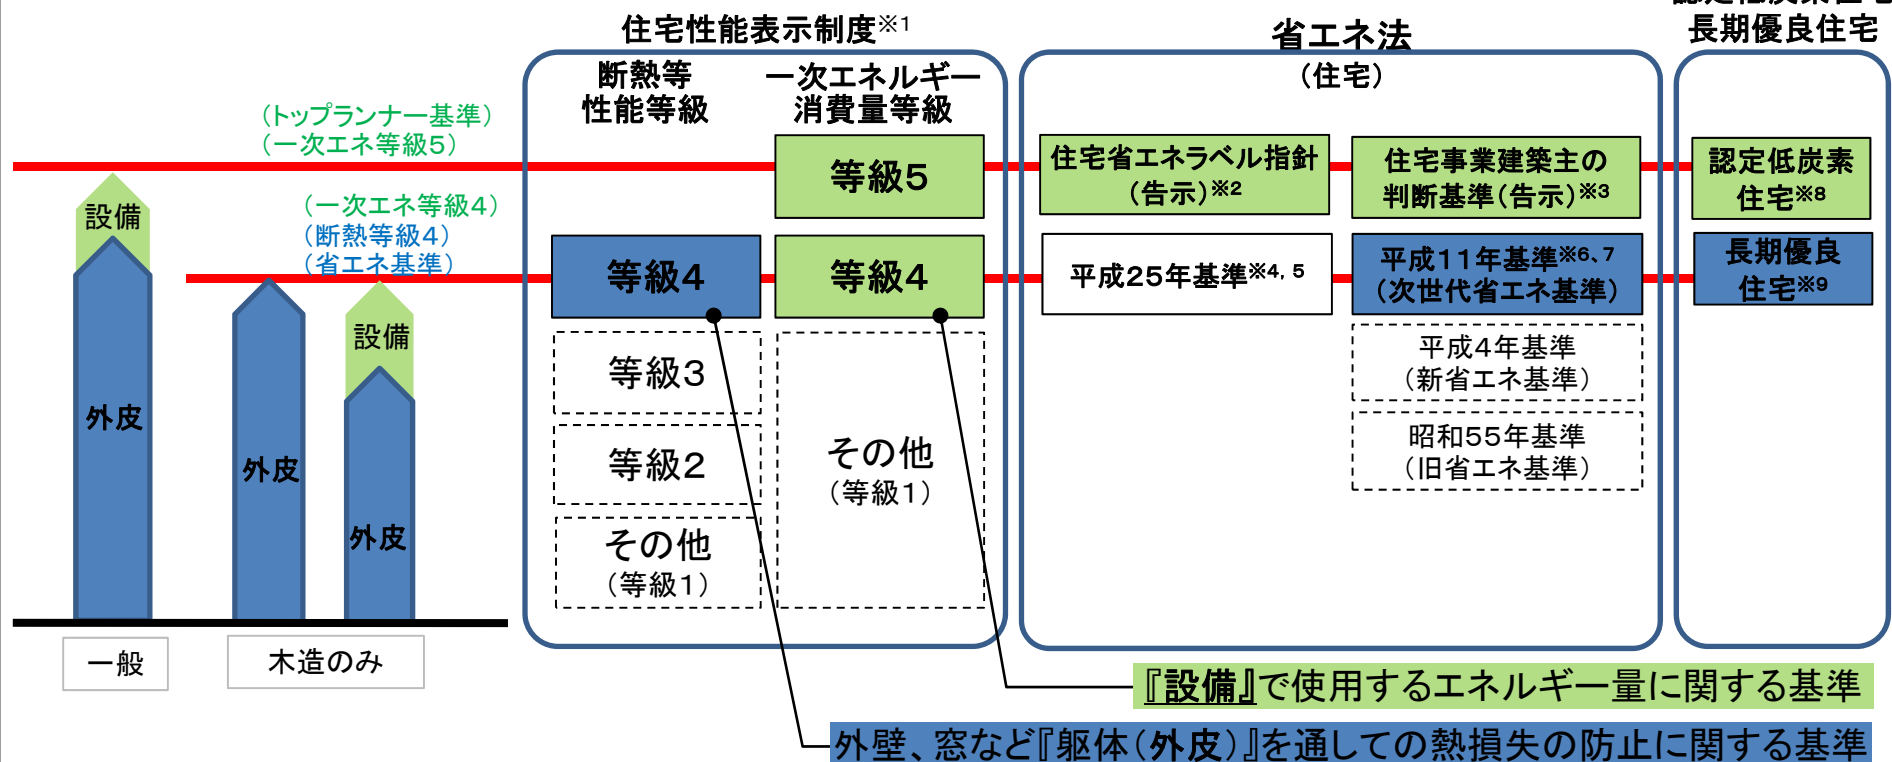 住宅性能表示制度※1
断熱等
性能等級
一次エネルギー
消費量等級
省エネ法
(住宅)
長期優良住宅
(トップランナー基準)
(一次エネ等級5)
(一次エネ等級4)
(断熱等級4)
(省エネ基準)
設備
外皮
外皮
設備
外皮
一般
木造のみ
等級5
住宅省エネラベル指針
(告示)※2
住宅事業建築主の
判断基準(告示)※3
認定低炭素
住宅※8
等級4
等級4
平成25年基準※4, 5
平成11年基準※6、7
(次世代省エネ基準)
長期優良
住宅※9
等級3
等級2
その他
(等級1)
その他
(等級1)
平成4年基準
(新省エネ基準)
昭和55年基準
(旧省エネ基準)
『設備』で使用するエネルギー量に関する基準
外壁、窓など『躯体(外皮)』を通しての熱損失の防止に関する基準